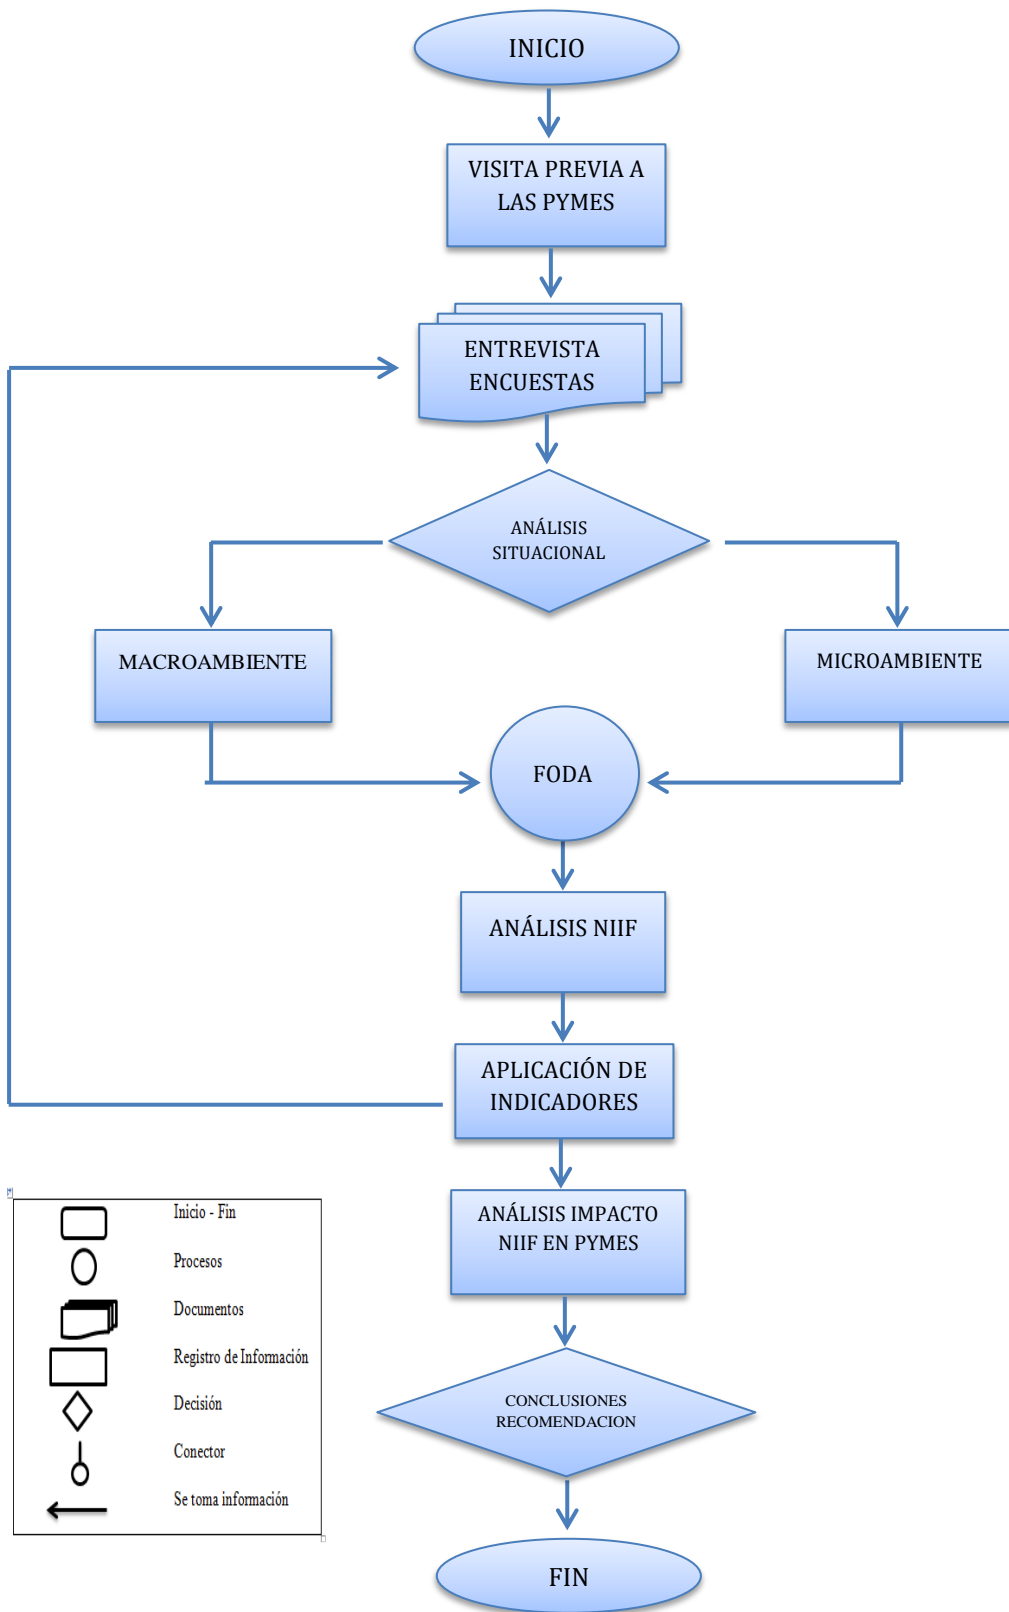 INICIO
VISITA PREVIA A
LAS PYMES
ENTREVISTA
ENCUESTAS
ANÁLISIS
SITUACIONAL
MACROAMBIENTE
MICROAMBIENTE
FODA
ANÁLISIS NIIF
APLICACIÓN DE
INDICADORES
ANÁLISIS IMPACTO
NIIF EN PYMES
CONCLUSIONES
RECOMENDACION
FIN
Inicio - Fin
Procesos
Documentos
Registro de Información
Decisión
Conector
Se toma información